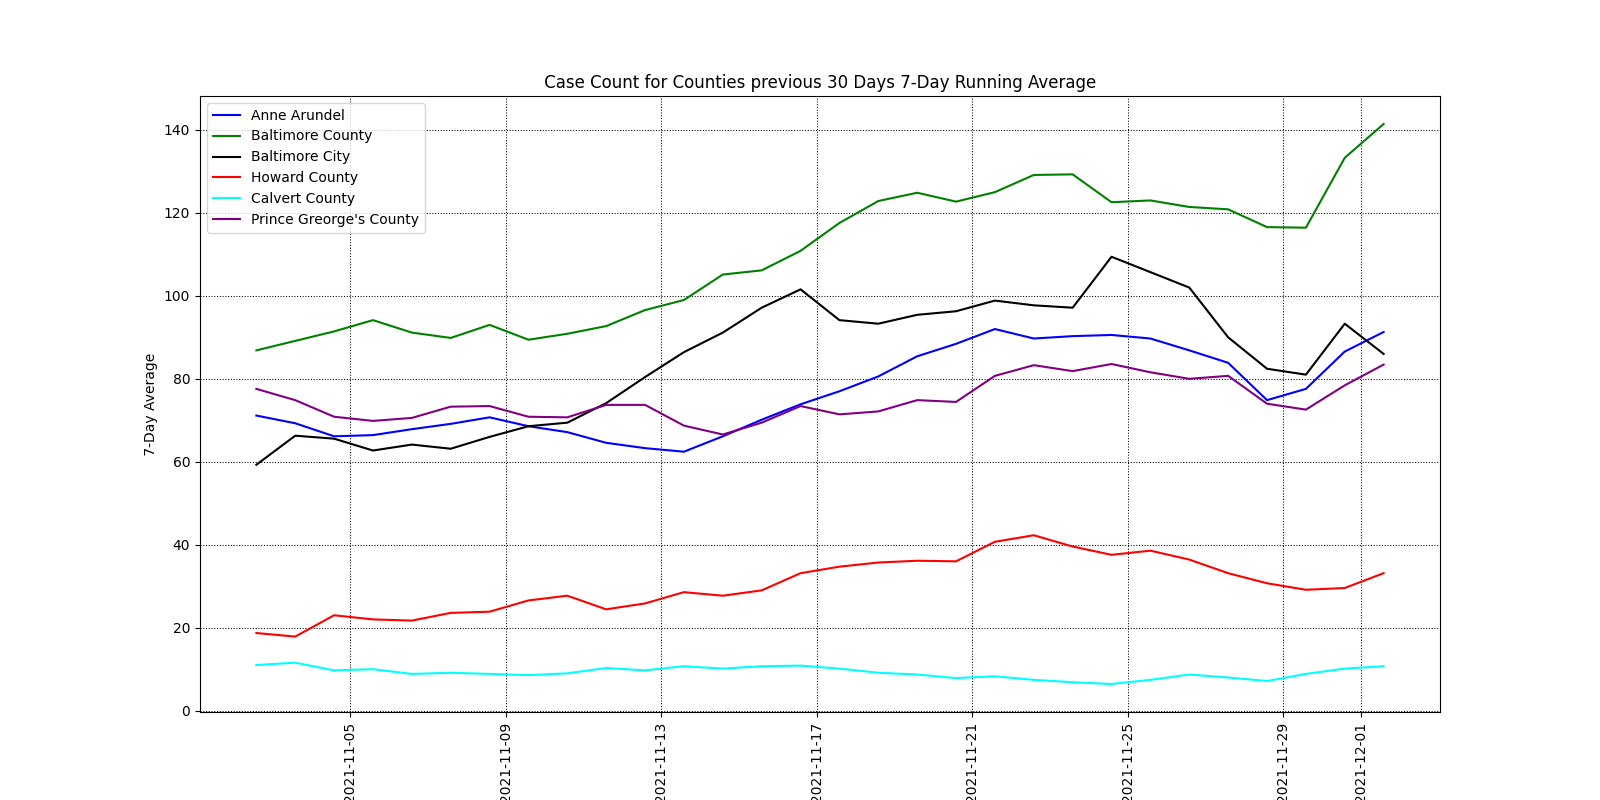 Case Count for Counties previous 30 Days 7-Day Running Average
Anne Arundel
Baltimore County
Baltimore City
Howard County
Calvert County
Prince Greorge's County
7-Day Average
140
120
100
80
60
40
20
0
2021-11-05
2021-11-09
2021-11-13
2021-11-17
2021-11-21
2021-11-25
2021-11-29
2021-12-01